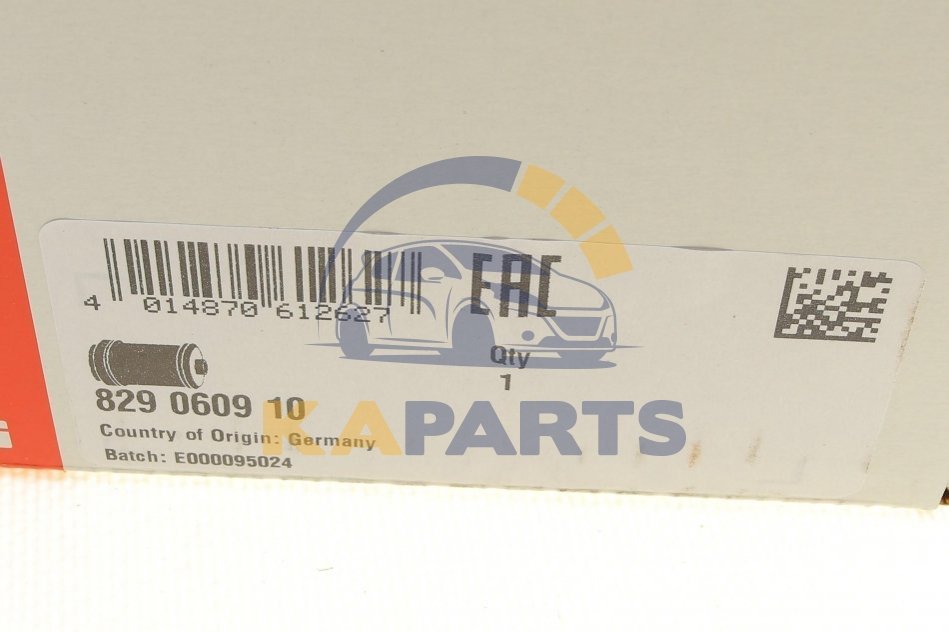 4 014870 612627
EAC
Qty
1
829 0609 10
Country of Origin: Germany
Batch: E000095024
KAPARTS